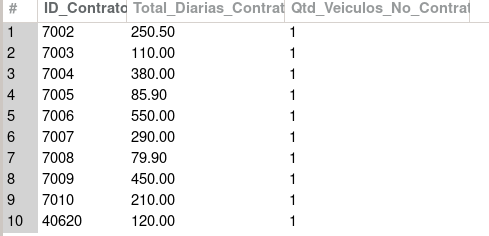 # ID_Contrato Total_Diarias_Contrat Qtd_Veiculos_No_Contrat
1 7002 250.50 1
2 7003 110.00 1
3 7004 380.00 1
4 7005 85.90 1
5 7006 550.00 1
6 7007 290.00 1
7 7008 79.90 1
8 7009 450.00 1
9 7010 210.00 1
10 40620 120.00 1